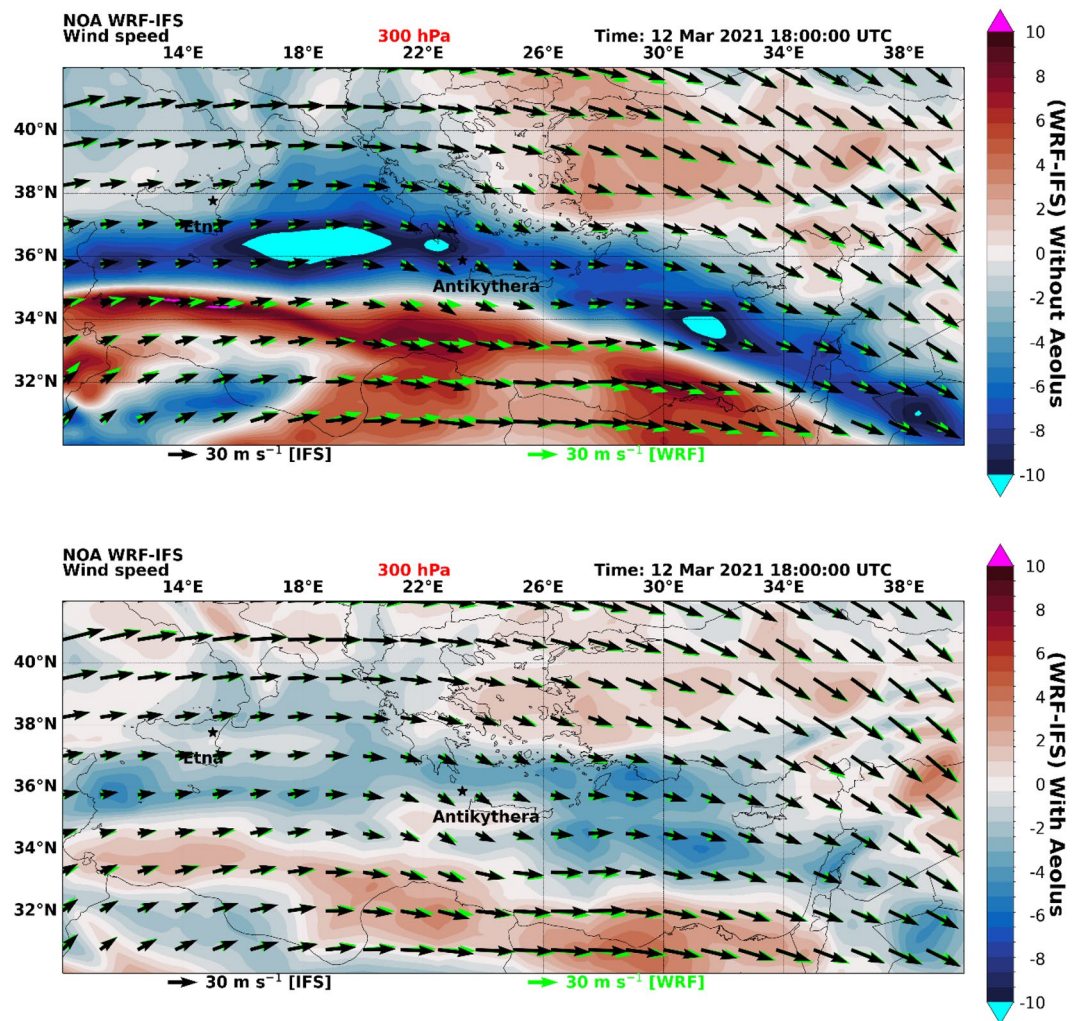 NOA WRF-IFS
Wind speed 300 hPa Time: 12 Mar 2021 18:00:00 UTC
14°E 18°E 22°E 26°E 30°E 34°E 38°E
40°N
38°N
36°N
34°N
32°N
Etna
Antikythera
30 m s⁻¹ [IFS] 30 m s⁻¹ [WRF]
10
8
6
4
2
0
-2
-4
-6
-8
-10
(WRF-IFS) Without Aeolus
NOA WRF-IFS
Wind speed 300 hPa Time: 12 Mar 2021 18:00:00 UTC
14°E 18°E 22°E 26°E 30°E 34°E 38°E
40°N
38°N
36°N
34°N
32°N
Etna
Antikythera
30 m s⁻¹ [IFS] 30 m s⁻¹ [WRF]
10
8
6
4
2
0
-2
-4
-6
-8
-10
(WRF-IFS) With Aeolus